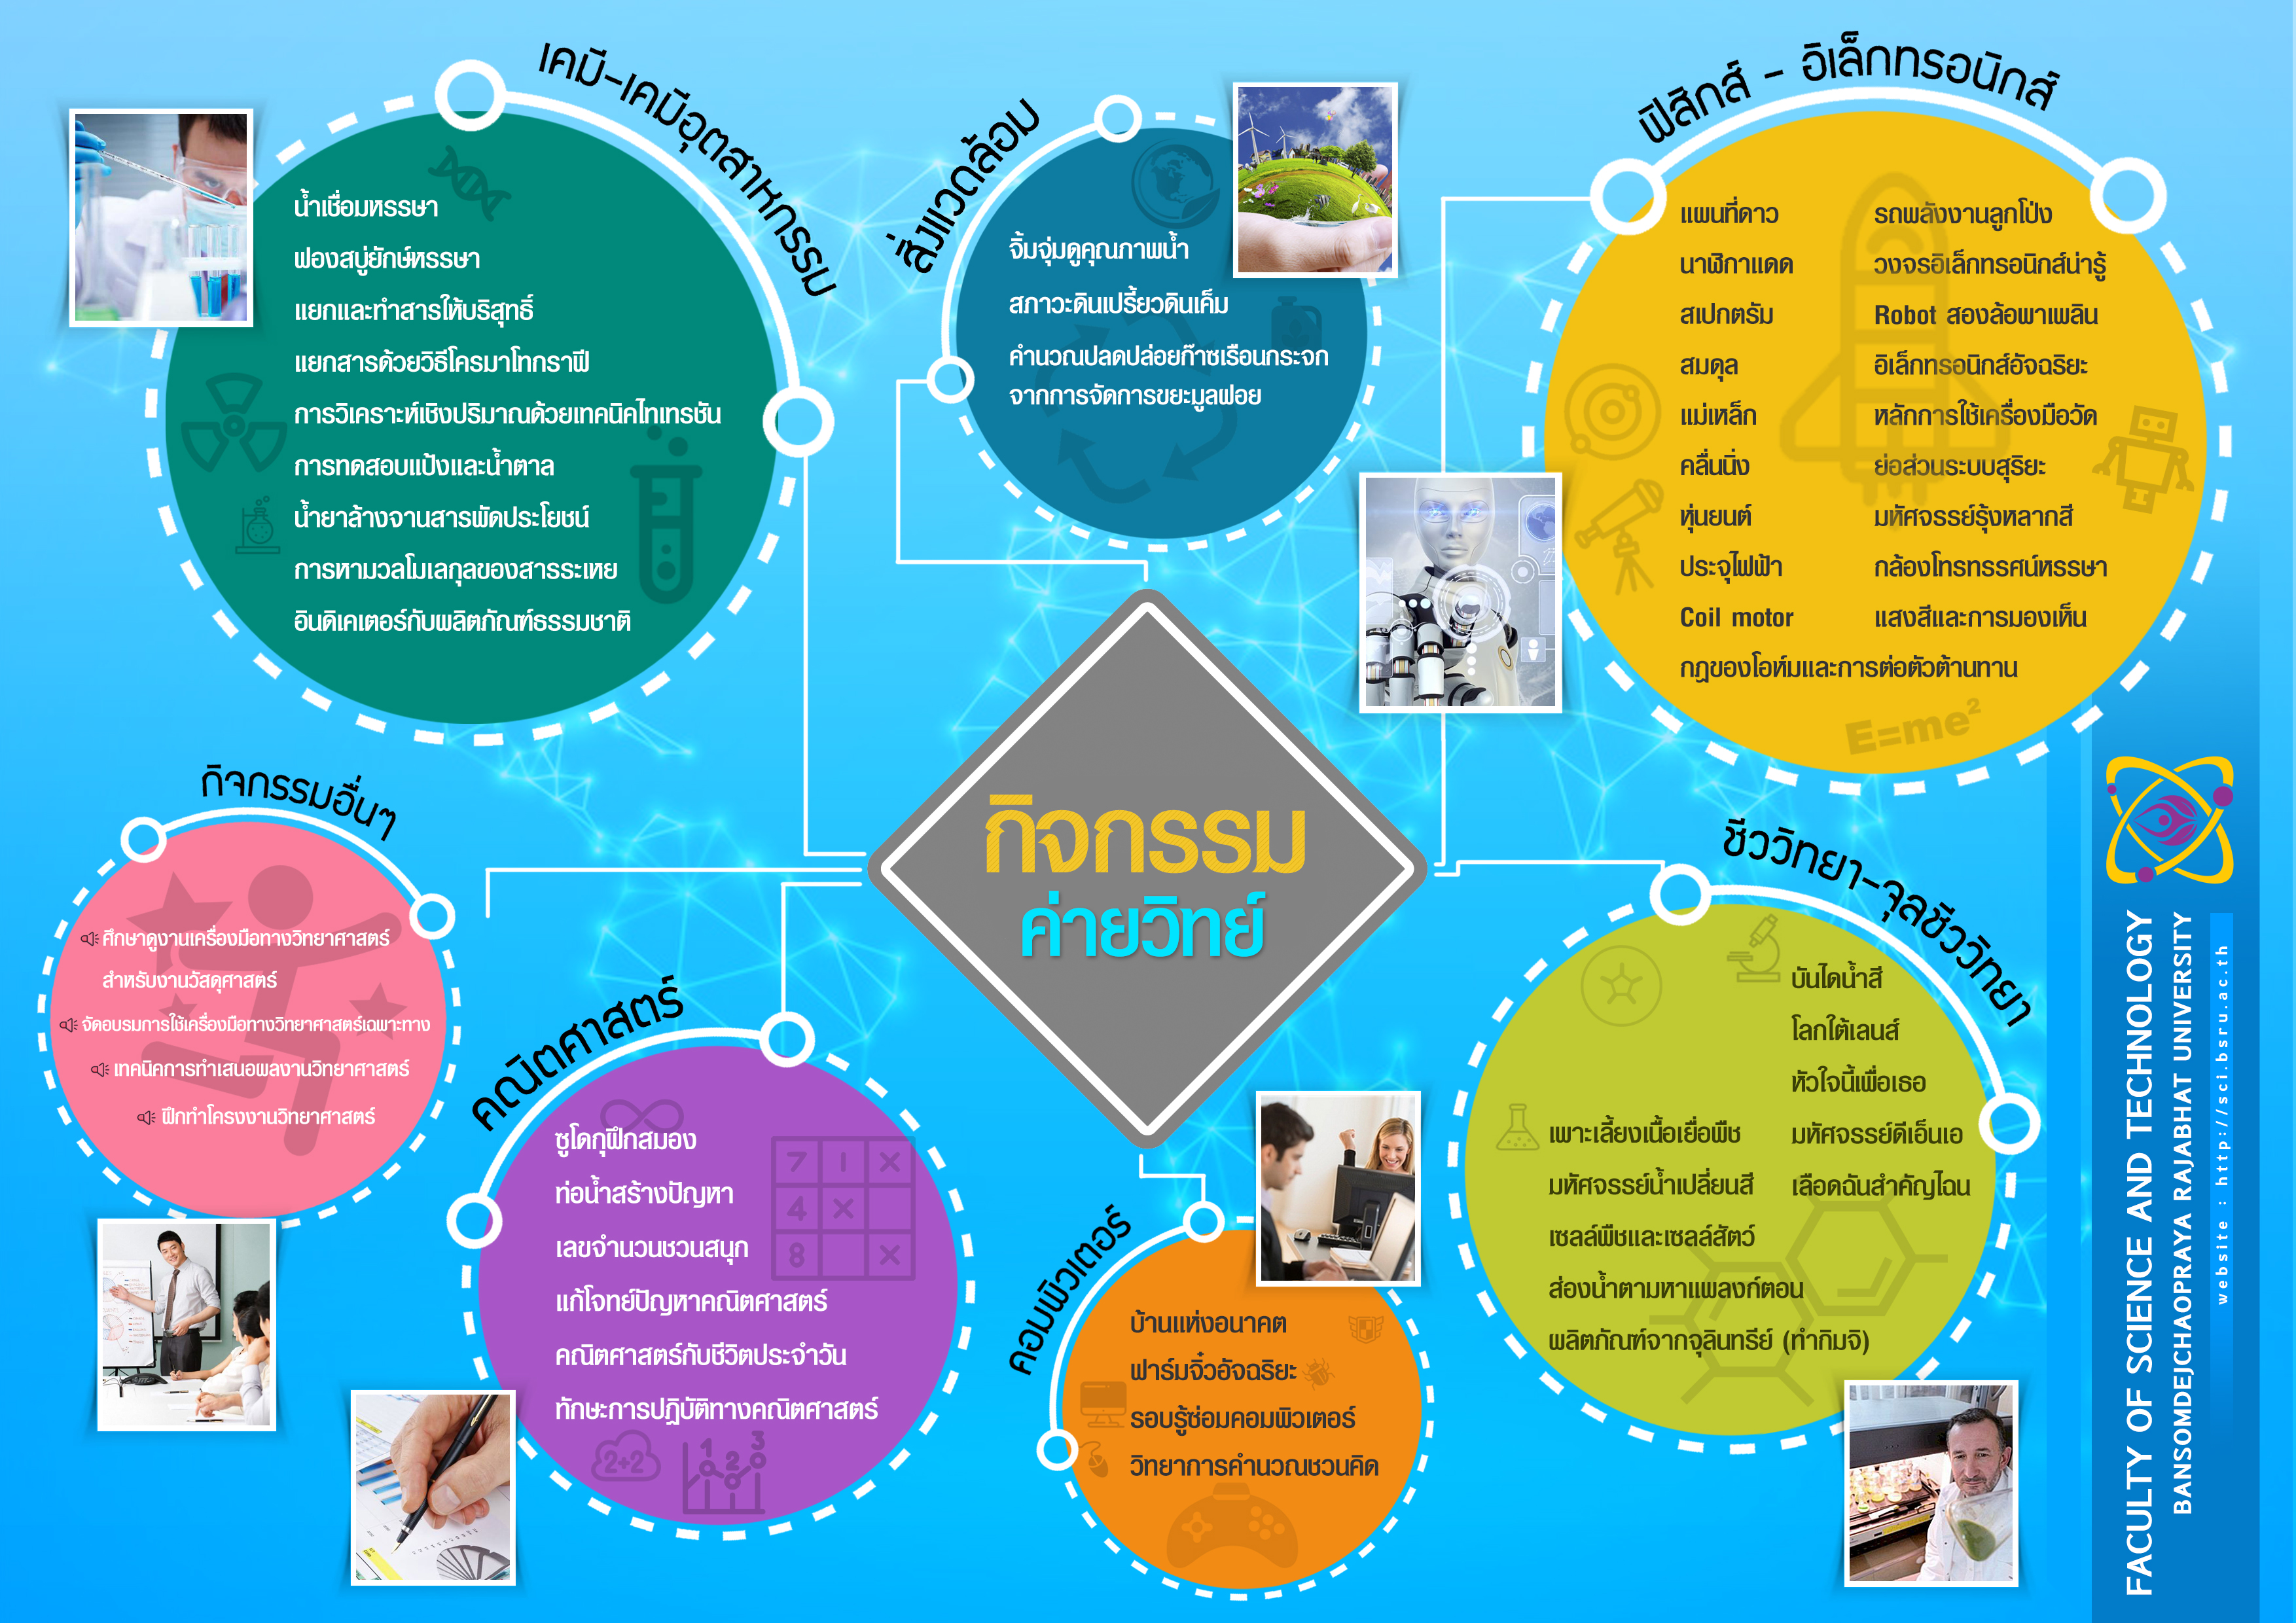 เคมี-เคมีอุตสาหกรรม
น้ำเชื่อมหรรษา
ฟองสบู่ยักษ์หรรษา
แยกและทำสารให้บริสุทธิ์
แยกสารด้วยวิธีโครมาโทกราฟี
การวิเคราะห์เชิงปริมาณด้วยเทคนิคไทเทรชัน
การทดสอบแป้งและน้ำตาล
น้ำยาล้างจานสารพัดประโยชน์
การหามวลโมเลกุลของสารระเหย
อินดิเคเตอร์กับผลิตภัณฑ์ธรรมชาติ
สิ่งแวดล้อม
จิ้มจุ่มดูคุณภาพน้ำ
สภาวะดินเปรี้ยวดินเค็ม
คำนวณปลดปล่อยก๊าซเรือนกระจก
จากการจัดการขยะมูลฝอย
ฟิสิกส์ - อิเล็กทรอนิกส์
แผนที่ดาว
นาฬิกาแดด
สเปกตรัม
สมดุล
แม่เหล็ก
คลื่นนิ่ง
หุ่นยนต์
ประจุไฟฟ้า
Coil motor
กฎของโอห์มและการต่อตัวต้านทาน
รถพลังงานลูกโป่ง
วงจรอิเล็กทรอนิกส์น่ารู้
Robot สองล้อพาเพลิน
อิเล็กทรอนิกส์อัจฉริยะ
หลักการใช้เครื่องมือวัด
ย่อส่วนระบบสุริยะ
มหัศจรรย์รุ้งหลากสี
กล้องโทรทรรศน์หรรษา
แสงสีและการมองเห็น
E=me²
กิจกรรม
ค่ายวิทย์
กิจกรรมอื่นๆ
ศึกษาดูงานเครื่องมือทางวิทยาศาสตร์
สำหรับงานวัสดุศาสตร์
จัดอบรมการใช้เครื่องมือทางวิทยาศาสตร์เฉพาะทาง
เทคนิคการทำเสนอผลงานวิทยาศาสตร์
ฝึกทำโครงงานวิทยาศาสตร์
คณิตศาสตร์
ซูโดกุฝึกสมอง
ท่อน้ำสร้างปัญหา
เลขจำนวนชวนสนุก
แก้โจทย์ปัญหาคณิตศาสตร์
คณิตศาสตร์กับชีวิตประจำวัน
ทักษะการปฏิบัติทางคณิตศาสตร์
7 1 ×
4 ×
8 ×
2+2
1 2 3
คอมพิวเตอร์
บ้านแห่งอนาคต
ฟาร์มจิ๋วอัจฉริยะ
รอบรู้ซ่อมคอมพิวเตอร์
วิทยาการคำนวณชวนคิด
ชีววิทยา-จุลชีววิทยา
บันไดน้ำสี
โลกใต้เลนส์
หัวใจนี้เพื่อเธอ
มหัศจรรย์ดีเอ็นเอ
เลือดฉันสำคัญไฉน
เพาะเลี้ยงเนื้อเยื่อพืช
มหัศจรรย์น้ำเปลี่ยนสี
เซลล์พืชและเซลล์สัตว์
ส่องน้ำตามหาแพลงก์ตอน
ผลิตภัณฑ์จากจุลินทรีย์ (ทำกิมจิ)
FACULTY OF SCIENCE AND TECHNOLOGY
BANSOMDEJCHAOPRAYA RAJABHAT UNIVERSITY
website : http://sci.bsru.ac.th